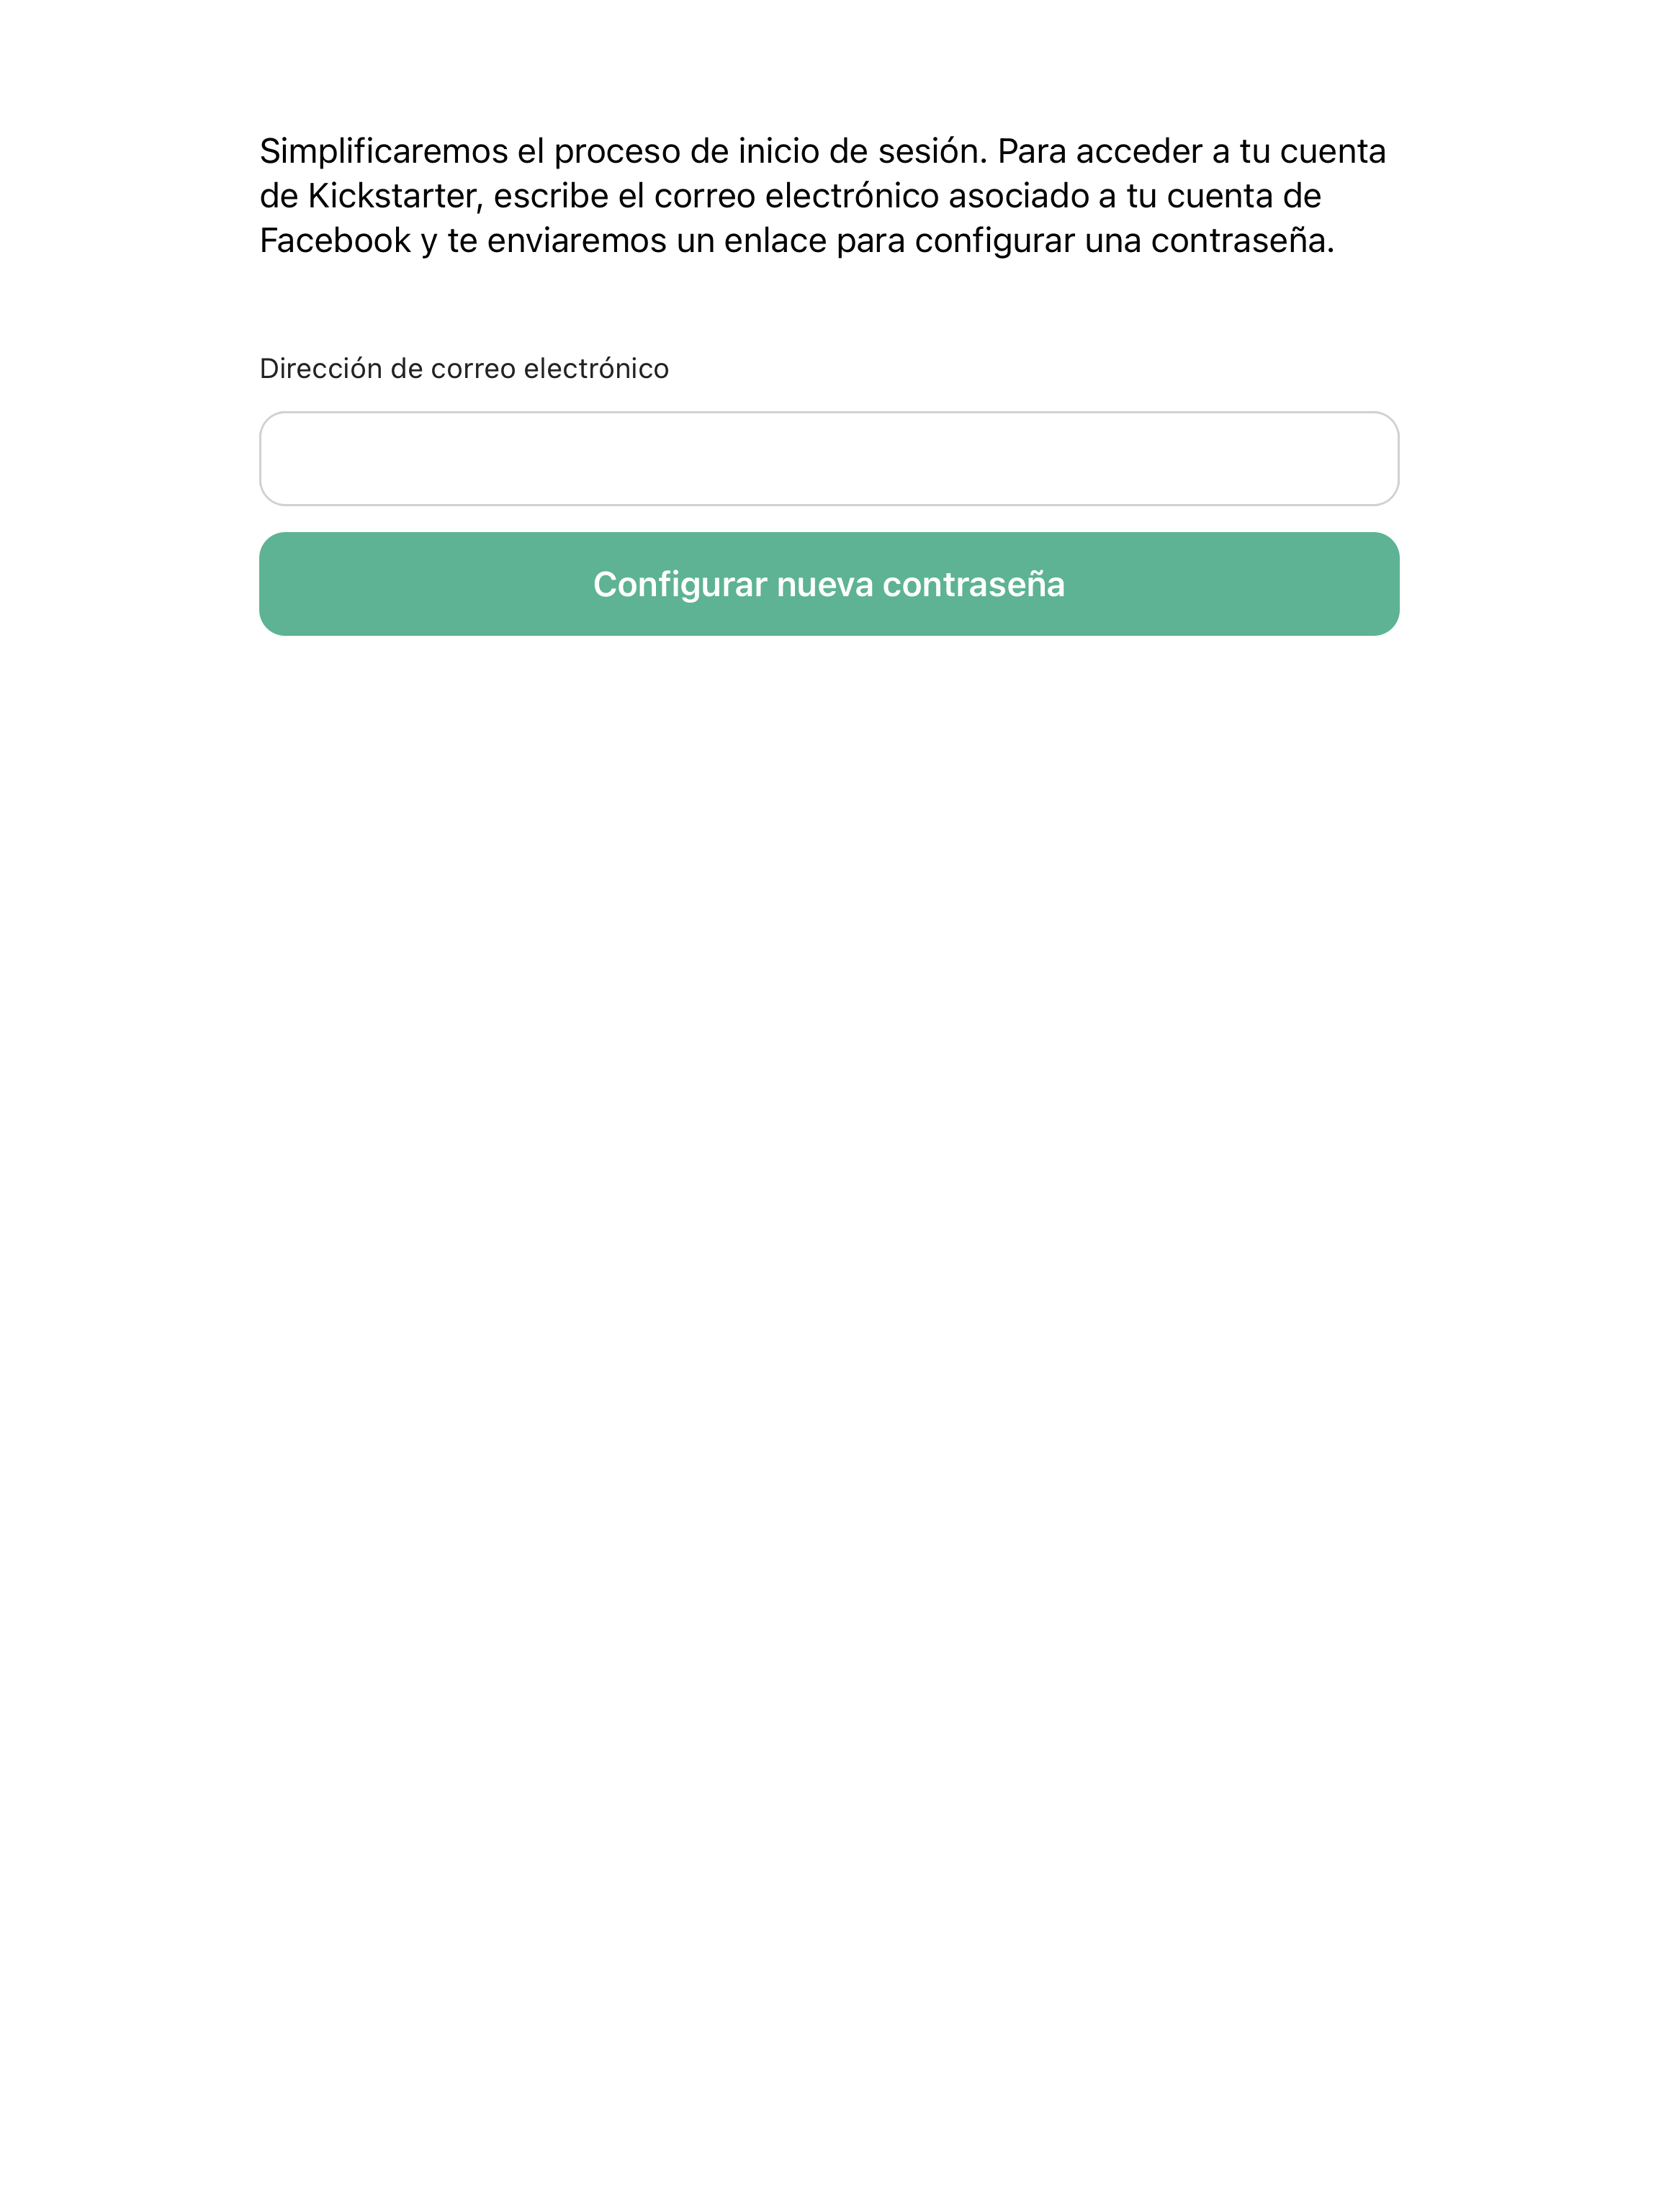 Simplificaremos el proceso de inicio de sesión. Para acceder a tu cuenta
de Kickstarter, escribe el correo electrónico asociado a tu cuenta de
Facebook y te enviaremos un enlace para configurar una contraseña.
Dirección de correo electrónico
Configurar nueva contraseña